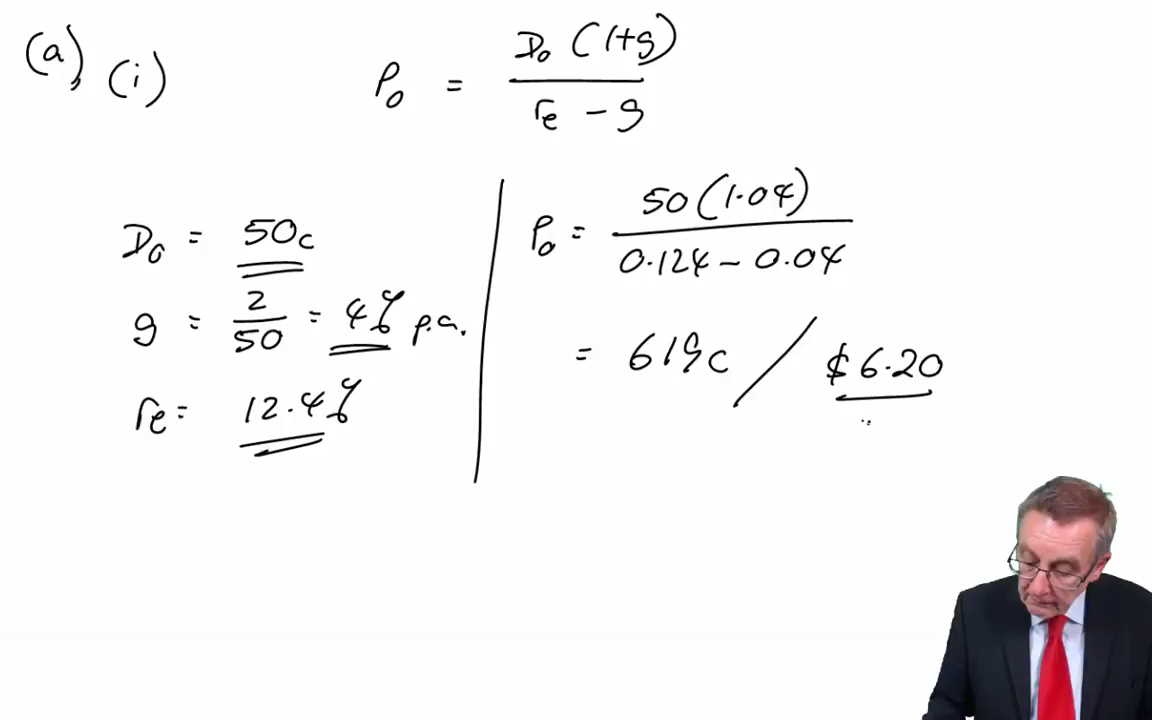 (a), (i)
P₀ = D₀ (1+g) / re - g
D₀ = 50c
g = 2/50 = 4% p.a.
re = 12.4%
P₀ = 50(1.04) / 0.124 - 0.04
= 619c / $6.20